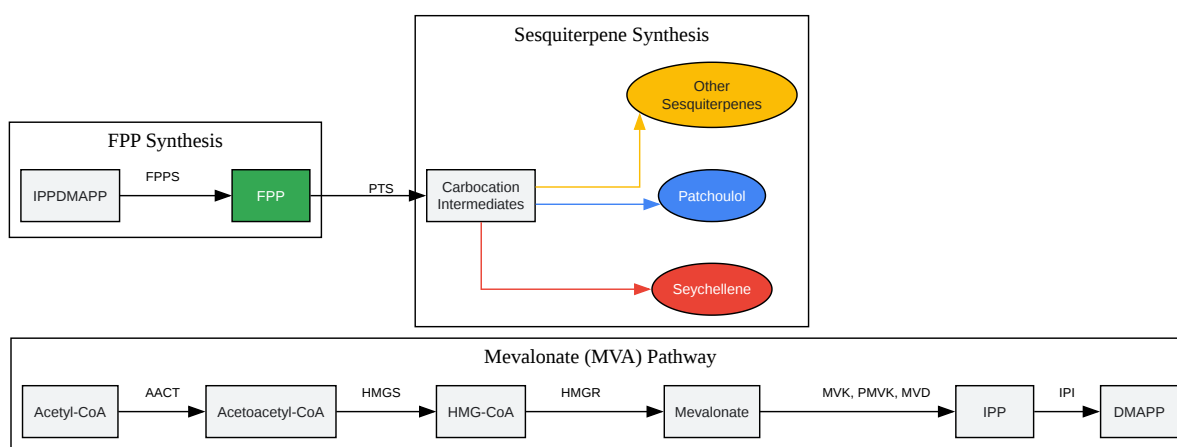 Sesquiterpene Synthesis
Other
Sesquiterpenes
FPP Synthesis
IPPDMAPP
FPPS
FPP
PTS
Carbocation
Intermediates
Patchoulol
Seychellene
Mevalonate (MVA) Pathway
Acetyl-CoA
AACT
Acetoacetyl-CoA
HMGS
HMG-CoA
HMGR
Mevalonate
MVK, PMVK, MVD
IPP
IPI
DMAPP